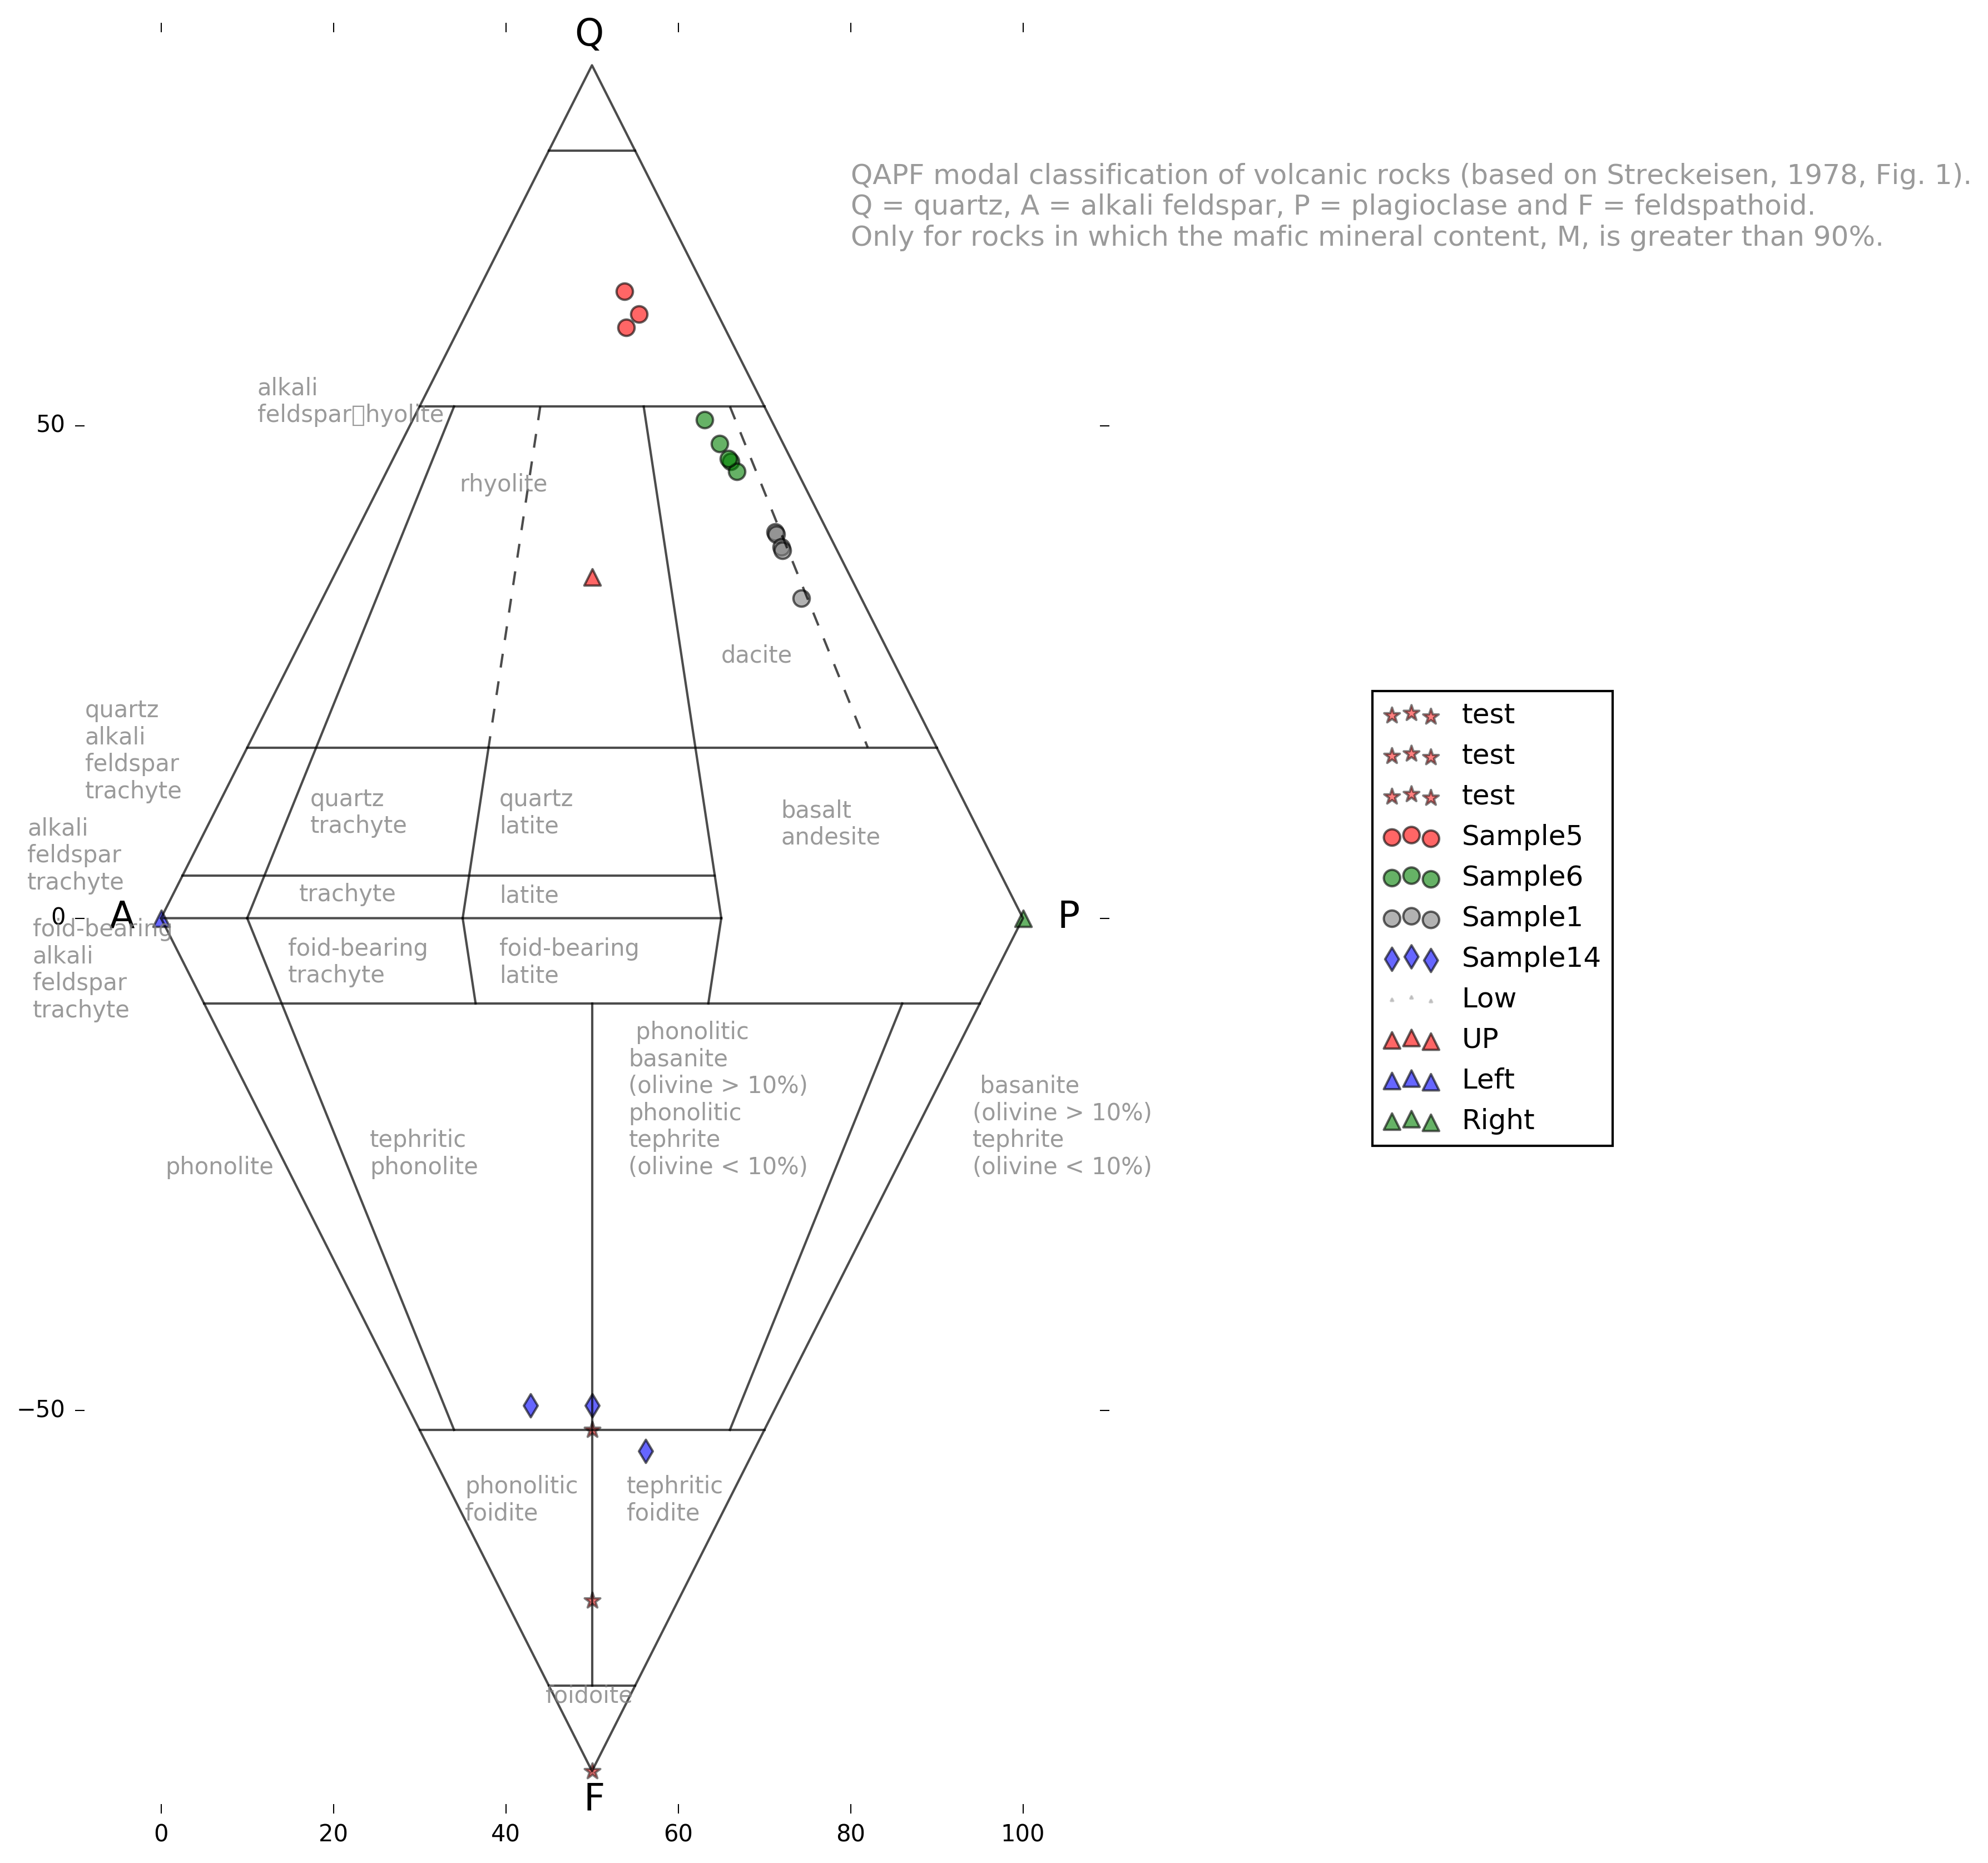 Q
QAPF modal classification of volcanic rocks (based on Streckeisen, 1978, Fig. 1).
Q = quartz, A = alkali feldspar, P = plagioclase and F = feldspathoid.
Only for rocks in which the mafic mineral content, M, is greater than 90%.
alkali
feldspar▯hyolite
50
rhyolite
dacite
quartz
alkali
feldspar
trachyte
quartz
trachyte
quartz
latite
basalt
andesite
alkali
feldspar
trachyte
trachyte
latite
0
A
P
foid-bearing
alkali
feldspar
trachyte
foid-bearing
trachyte
foid-bearing
latite
phonolitic
basanite
(olivine > 10%)
phonolitic
tephrite
(olivine < 10%)
basanite
(olivine > 10%)
tephrite
(olivine < 10%)
phonolite
tephritic
phonolite
−50
phonolitic
foidite
tephritic
foidite
foidoite
F
0 20 40 60 80 100
test
test
test
Sample5
Sample6
Sample1
Sample14
Low
UP
Left
Right